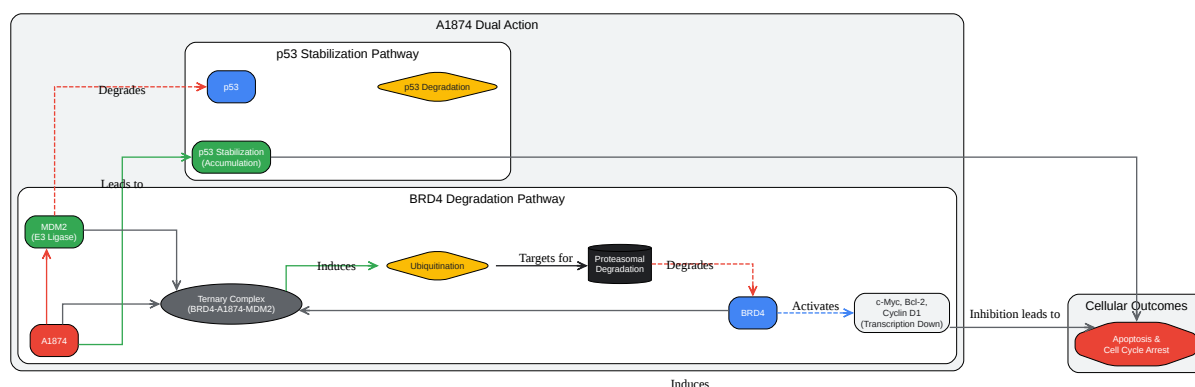 A1874 Dual Action
p53 Stabilization Pathway
p53
p53 Degradation
Degrades
p53 Stabilization
(Accumulation)
Leads to
BRD4 Degradation Pathway
MDM2
(E3 Ligase)
Ubiquitination
Induces
Targets for
Proteasomal
Degradation
Degrades
Ternary Complex
(BRD4-A1874-MDM2)
BRD4
Activates
c-Myc, Bcl-2,
Cyclin D1
(Transcription Down)
Inhibition leads to
Cellular Outcomes
Apoptosis &
Cell Cycle Arrest
A1874
Induces